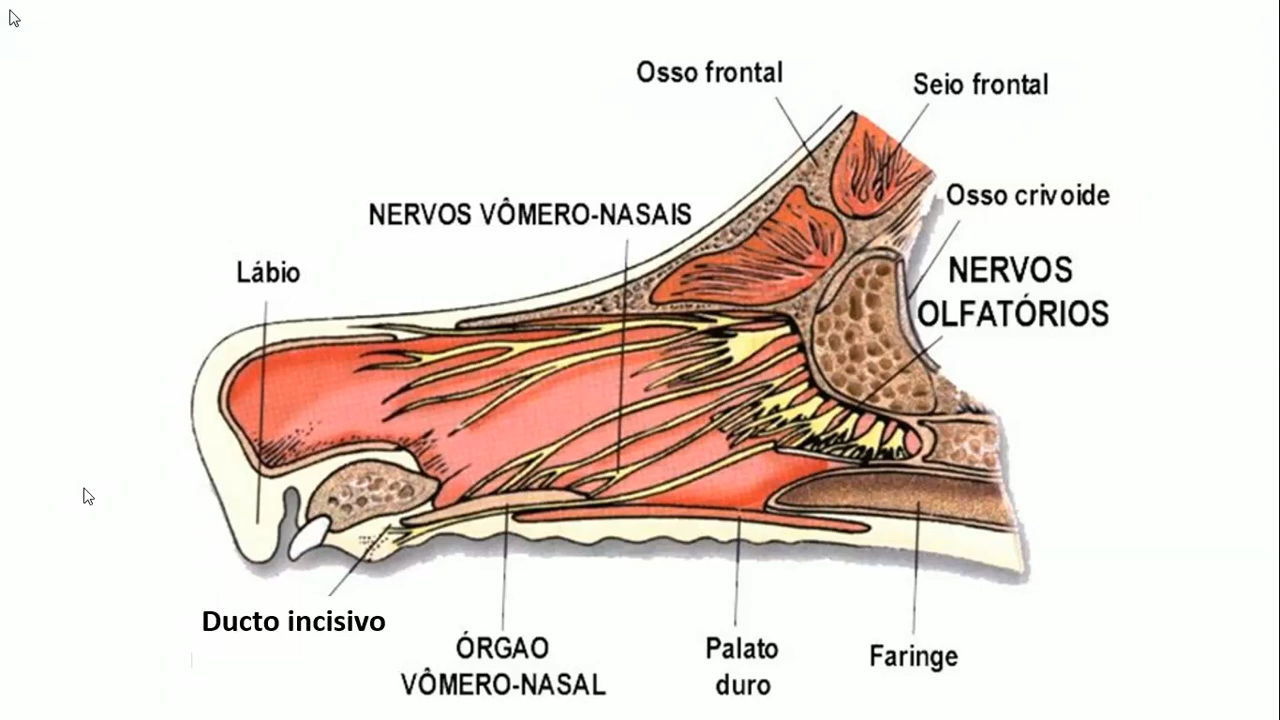 Osso frontal
Seio frontal
Osso crivoide
NERVOS VÔMERO-NASAIS
Lábio
NERVOS
OLFATÓRIOS
Ducto incisivo
ÓRGAO
VÔMERO-NASAL
Palato
duro
Faringe